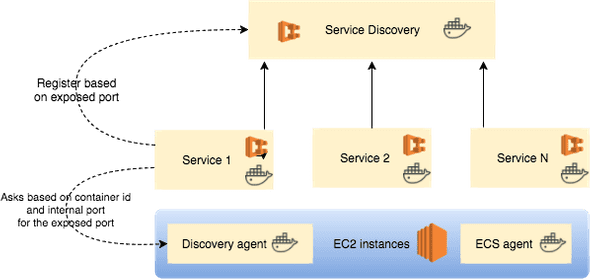 Service Discovery
Register based
on exposed port
Service 1
Service 2
Service N
Asks based on container id
and internal port
for the exposed port
Discovery agent
EC2 instances
ECS agent